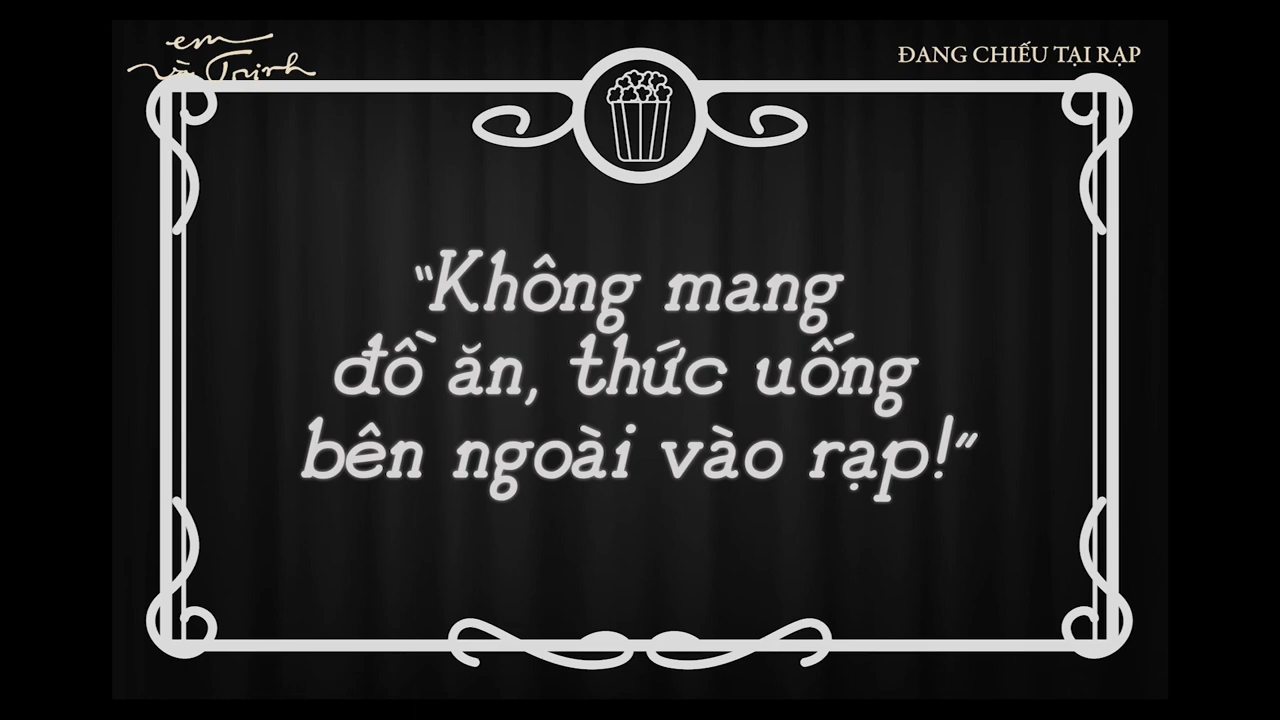 em
và Trịnh
ĐANG CHIẾU TẠI RẠP
"Không mang
đồ ăn, thức uống
bên ngoài vào rạp!"